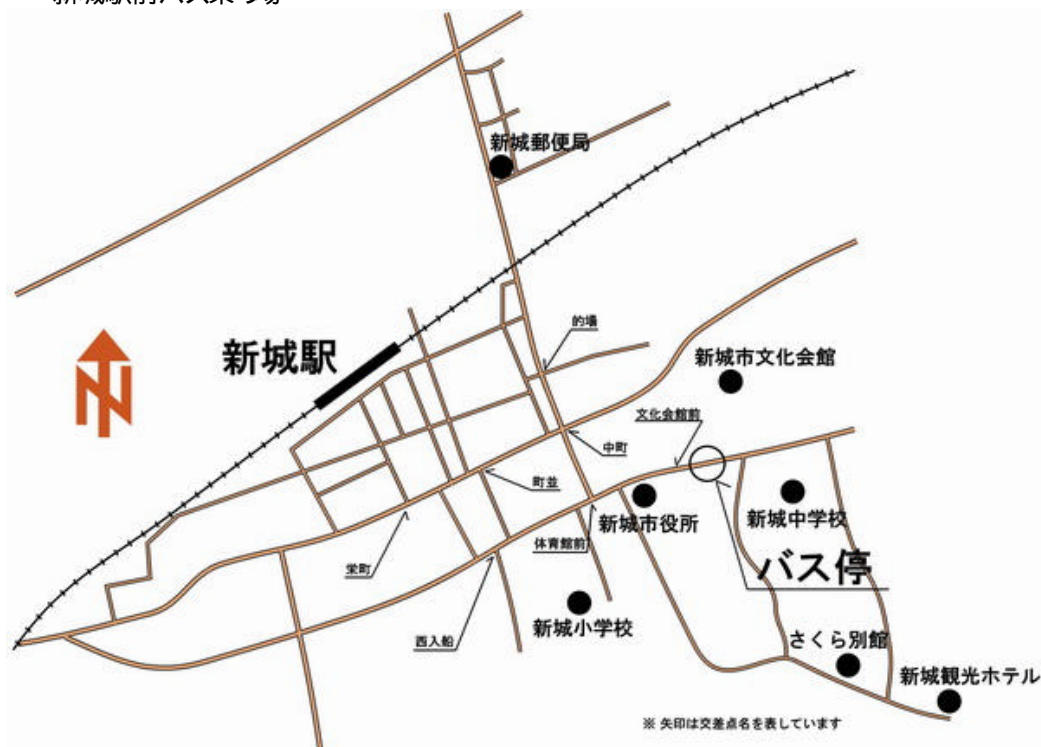 新城郵便局
的場
新城駅
新城市文化会館
文化会館前
中町
町並
新城市役所
新城中学校
体育館前
栄町
バス停
西入船
新城小学校
さくら別館
新城観光ホテル
※ 矢印は交差点名を表しています
N